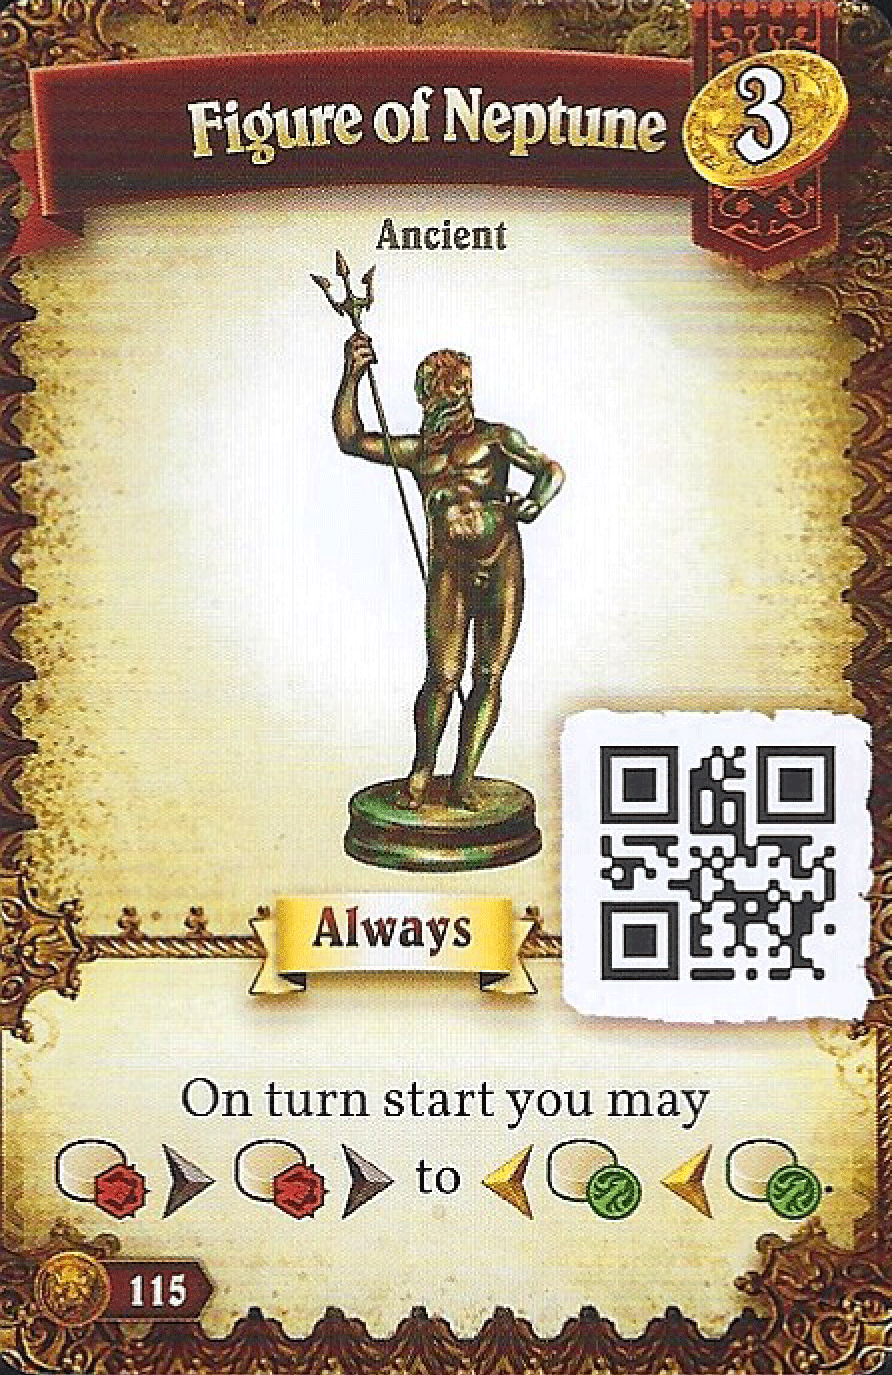 Figure of Neptune
3
Ancient
Always
On turn start you may
to .
115